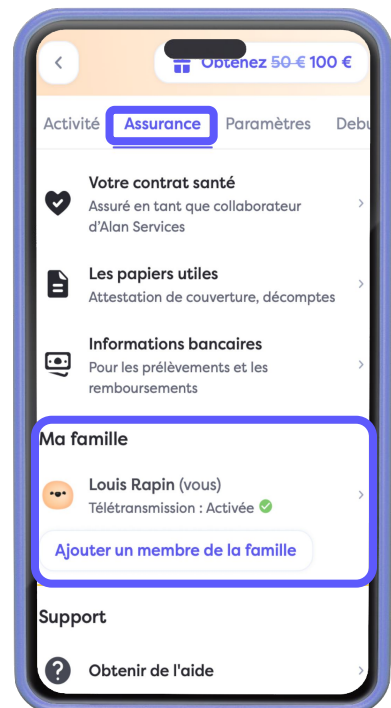 Obtenez 50 € 100 €
Activité Assurance Paramètres Debu
Votre contrat santé
Assuré en tant que collaborateur
d'Alan Services
Les papiers utiles
Attestation de couverture, décomptes
Informations bancaires
Pour les prélèvements et les
remboursements
Ma famille
Louis Rapin (vous)
Télétransmission : Activée
Ajouter un membre de la famille
Support
Obtenir de l'aide